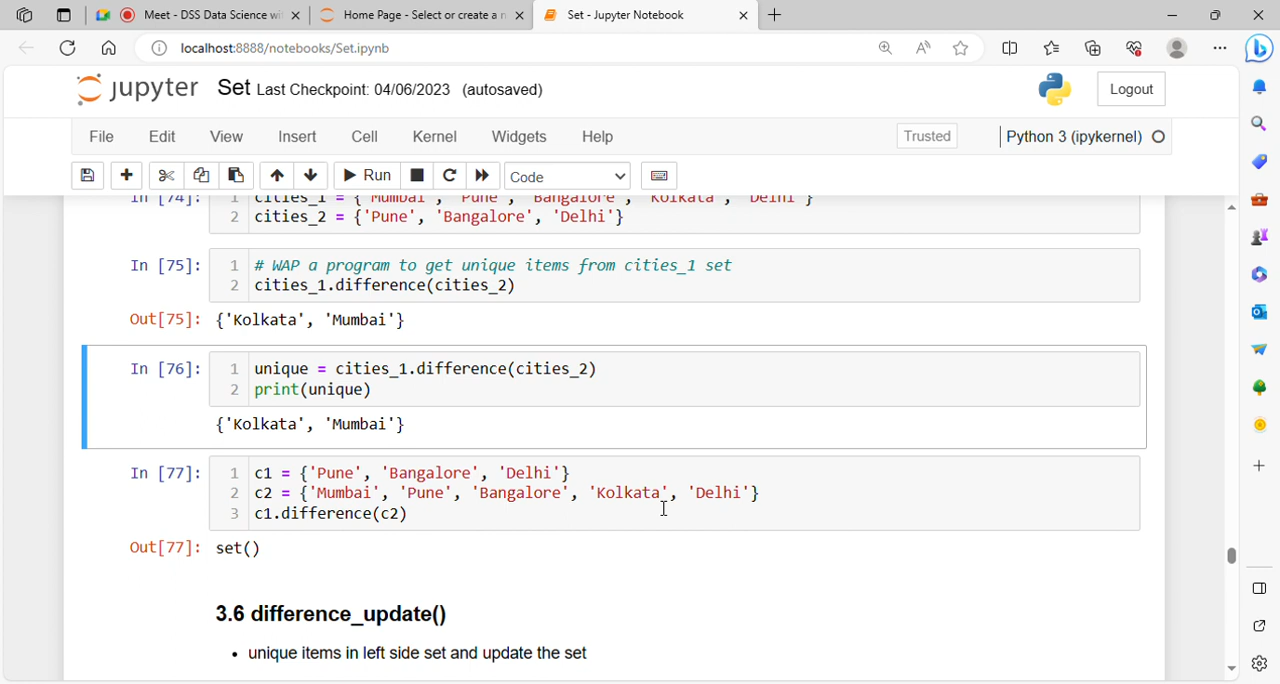 Meet - DSS Data Science wi
Home Page - Select or create a n
Set - Jupyter Notebook
localhost:8888/notebooks/Set.ipynb
jupyter Set Last Checkpoint: 04/06/2023 (autosaved)
Logout
File Edit View Insert Cell Kernel Widgets Help
Trusted Python 3 (ipykernel)
Run Code
In [74]: 1 cities_1 = {'Mumbai', 'Pune', 'Bangalore', 'Kolkata', 'Delhi'}
2 cities_2 = {'Pune', 'Bangalore', 'Delhi'}
In [75]: 1 # WAP a program to get unique items from cities_1 set
2 cities_1.difference(cities_2)
Out[75]: {'Kolkata', 'Mumbai'}
In [76]: 1 unique = cities_1.difference(cities_2)
2 print(unique)
{'Kolkata', 'Mumbai'}
In [77]: 1 c1 = {'Pune', 'Bangalore', 'Delhi'}
2 c2 = {'Mumbai', 'Pune', 'Bangalore', 'Kolkata', 'Delhi'}
3 c1.difference(c2)
Out[77]: set()
3.6 difference_update()
• unique items in left side set and update the set